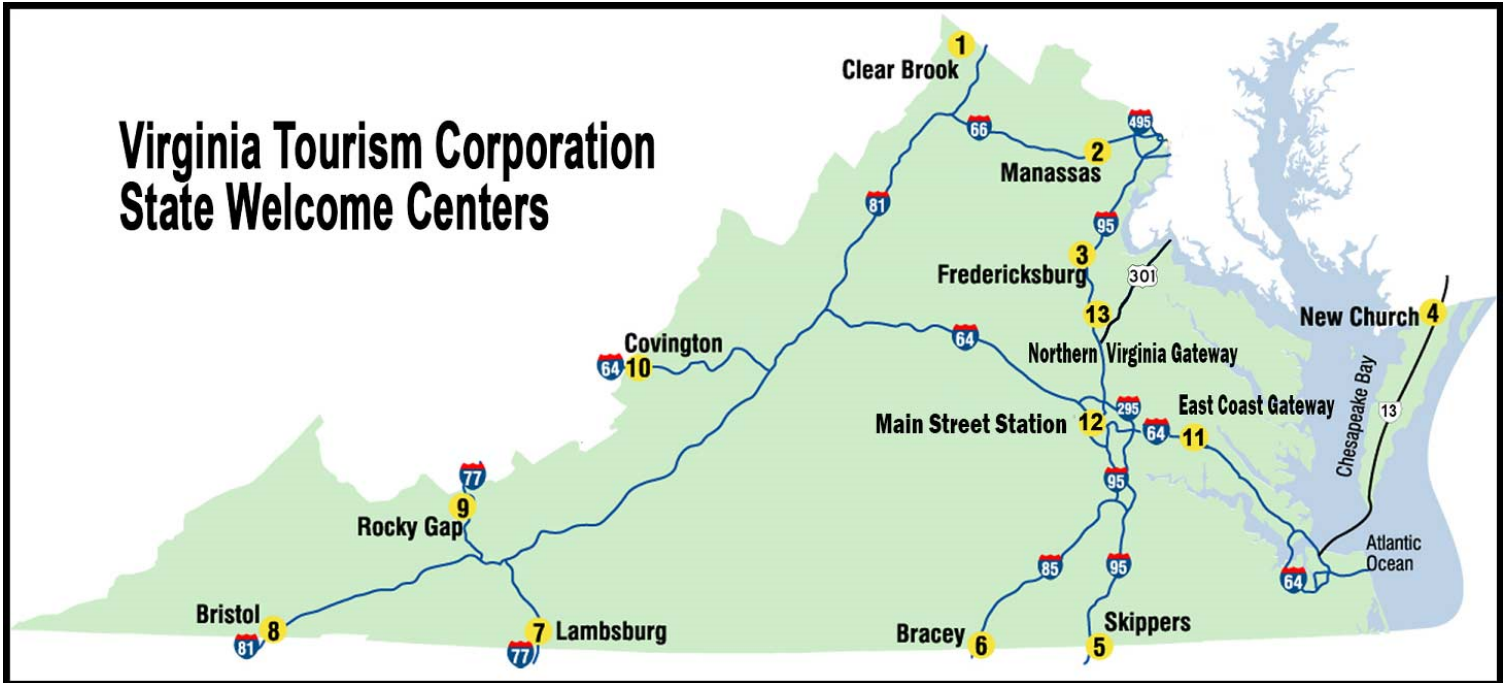 Virginia Tourism Corporation
State Welcome Centers
1
Clear Brook
66
495
2
Manassas
81
95
3
Fredericksburg
301
13
New Church 4
Northern Virginia Gateway
64
Covington
64 10
Chesapeake Bay
13
295
East Coast Gateway
Main Street Station 12
64
11
95
77
9
Rocky Gap
Atlantic
Ocean
85
95
64
Bristol
8
81
7 Lambsburg
77
Bracey 6
Skippers
5